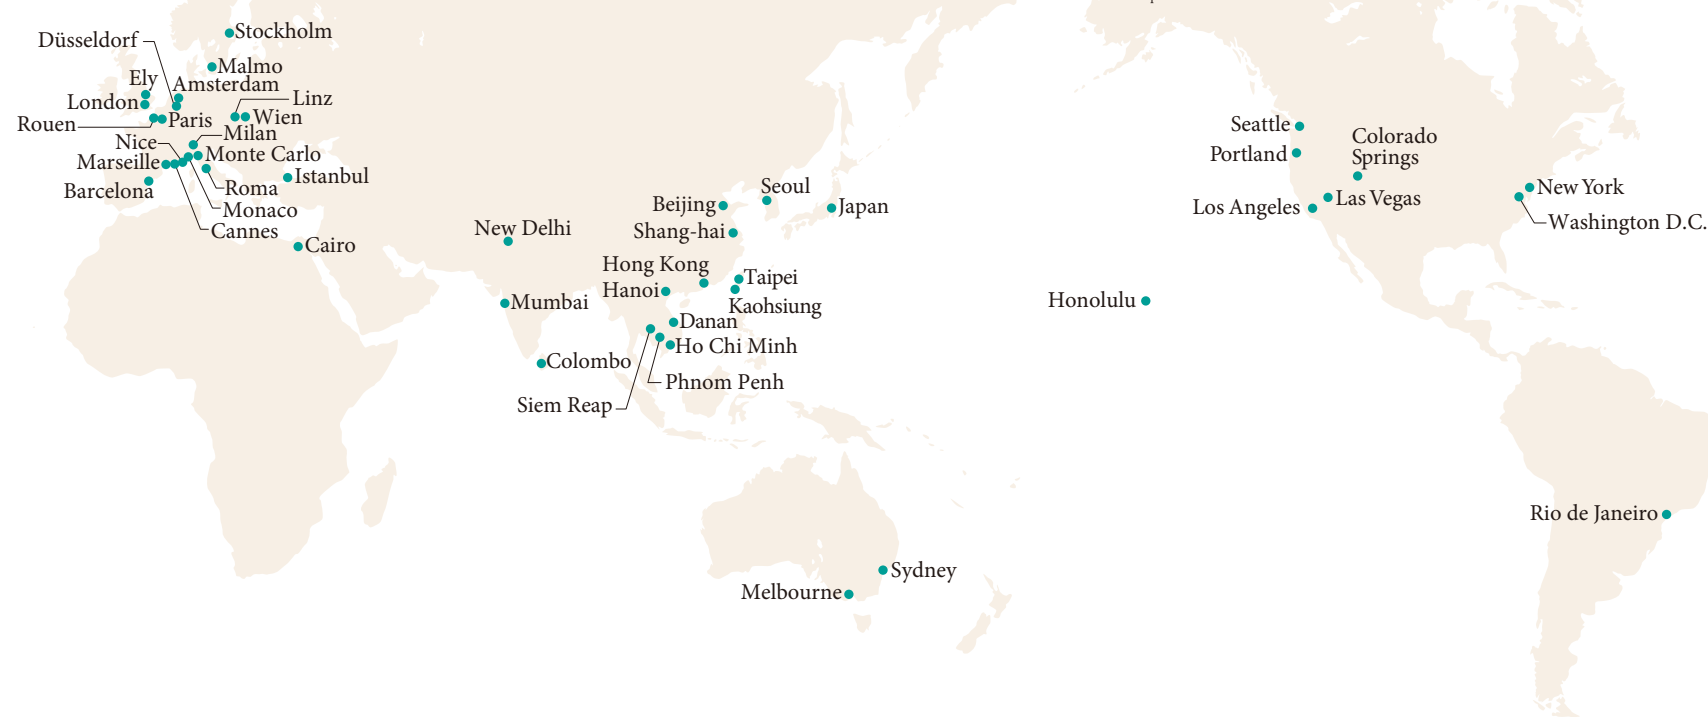 Stockholm
Düsseldorf
Malmo
Ely
Amsterdam
London
Linz
Rouen
Paris
Wien
Nice
Milan
Marseille
Monte Carlo
Barcelona
Roma
Istanbul
Monaco
Cannes
Cairo
New Delhi
Mumbai
Colombo
Beijing
Seoul
Japan
Shang-hai
Hong Kong
Taipei
Hanoi
Kaohsiung
Danan
Ho Chi Minh
Phnom Penh
Siem Reap
Sydney
Melbourne
Honolulu
Seattle
Colorado
Springs
Portland
Los Angeles
Las Vegas
New York
Washington D.C.
Rio de Janeiro